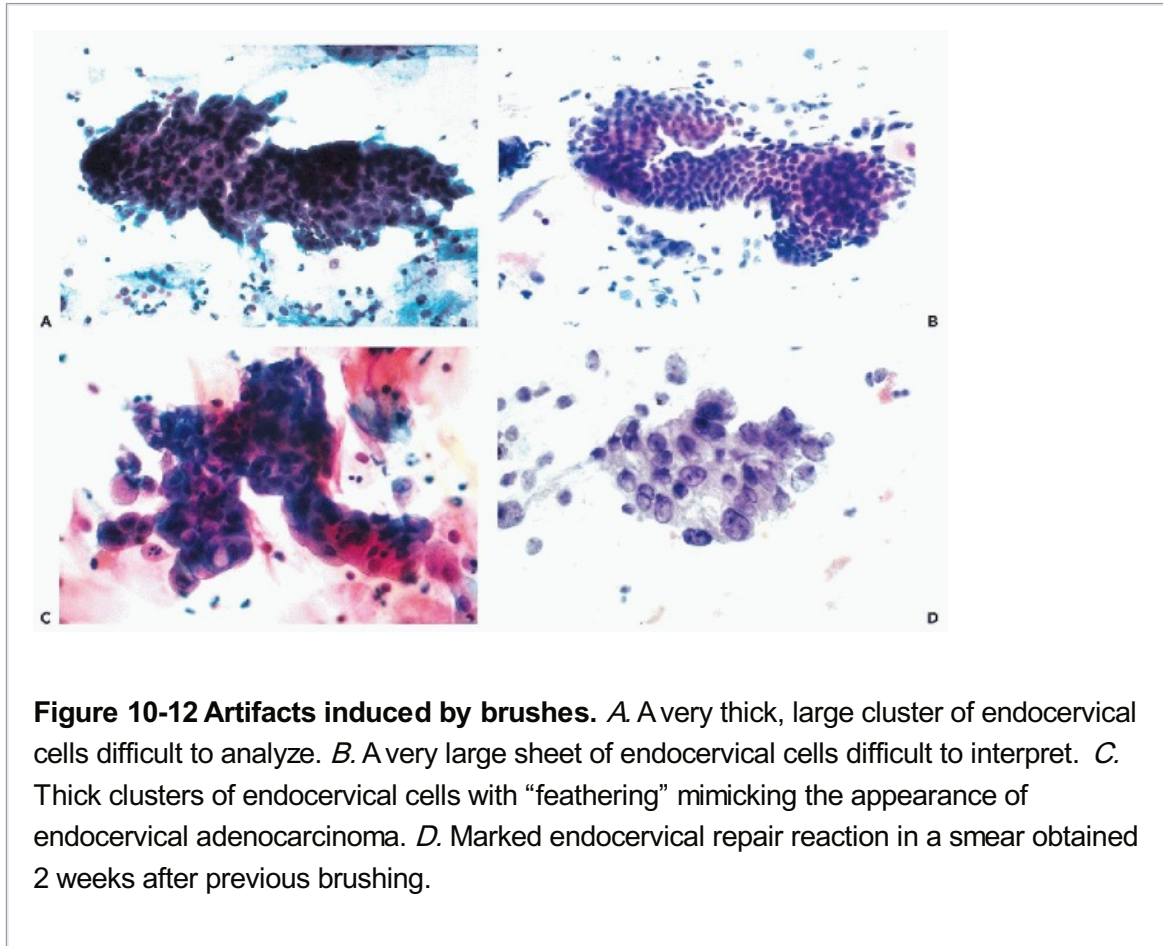 A
B
C
D
Figure 10-12 Artifacts induced by brushes. A. A very thick, large cluster of endocervical
cells difficult to analyze. B. A very large sheet of endocervical cells difficult to interpret. C.
Thick clusters of endocervical cells with “feathering” mimicking the appearance of
endocervical adenocarcinoma. D. Marked endocervical repair reaction in a smear obtained
2 weeks after previous brushing.